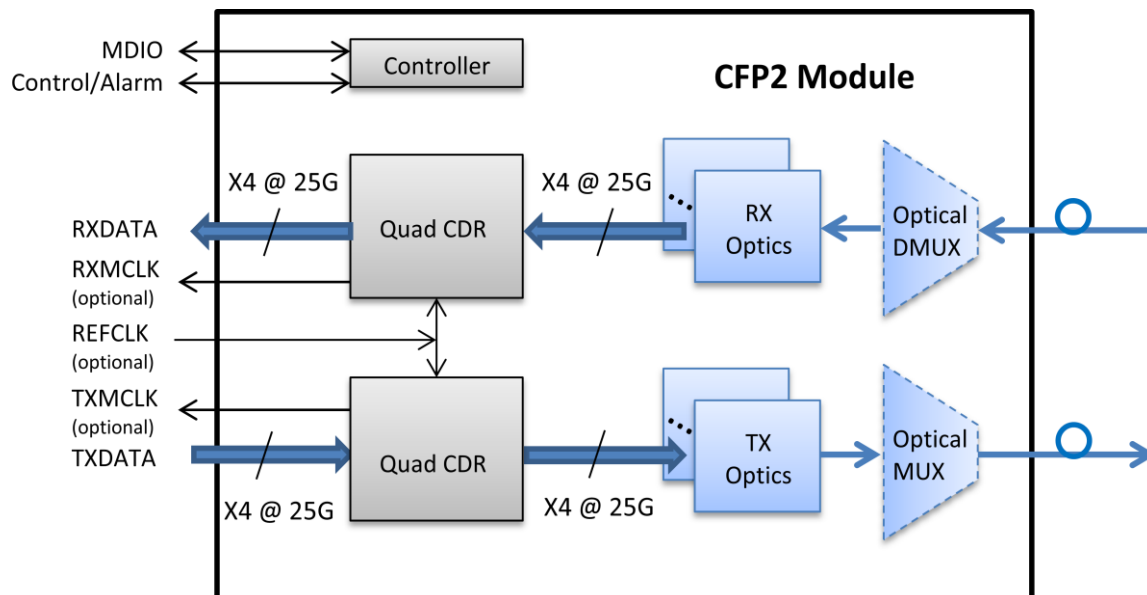 MDIO
Control/Alarm
Controller
CFP2 Module
X4 @ 25G
X4 @ 25G
RXDATA
Quad CDR
RX
Optics
Optical
DMUX
RXMCLK
(optional)
REFCLK
(optional)
TXMCLK
(optional)
TXDATA
Quad CDR
TX
Optics
Optical
MUX
X4 @ 25G
X4 @ 25G